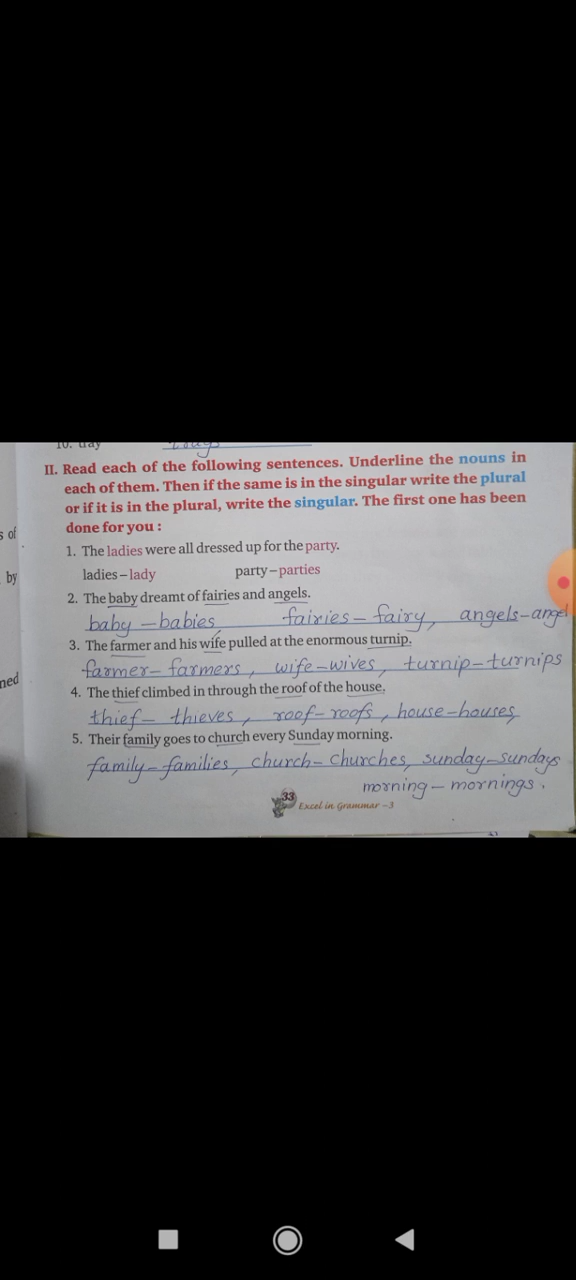 10. tray
II. Read each of the following sentences. Underline the nouns in
each of them. Then if the same is in the singular write the plural
or if it is in the plural, write the singular. The first one has been
done for you :
s of
1. The ladies were all dressed up for the party.
by
ladies – lady party – parties
2. The baby dreamt of fairies and angels.
baby – babies fairies – fairy, angels – angel
3. The farmer and his wife pulled at the enormous turnip.
farmer – farmers, wife – wives, turnip – turnips
ned
4. The thief climbed in through the roof of the house.
thief – thieves, roof – roofs, house – houses,
5. Their family goes to church every Sunday morning.
family – families, church – churches, sunday – sundays
morning – mornings.
33
Excel in Grammar – 3